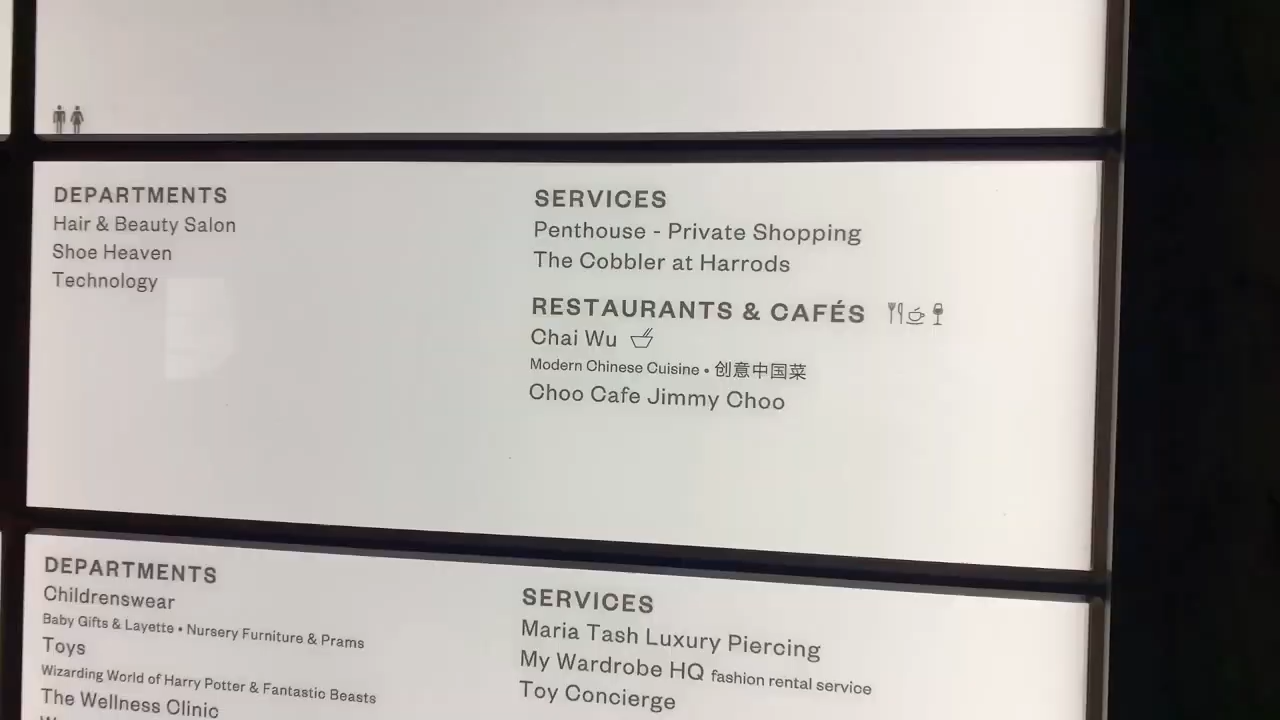 DEPARTMENTS
Hair & Beauty Salon
Shoe Heaven
Technology
SERVICES
Penthouse - Private Shopping
The Cobbler at Harrods
RESTAURANTS & CAFÉS
Chai Wu
Modern Chinese Cuisine • 创意中国菜
Choo Cafe Jimmy Choo
DEPARTMENTS
Childrenswear
Baby Gifts & Layette • Nursery Furniture & Prams
Toys
Wizarding World of Harry Potter & Fantastic Beasts
The Wellness Clinic
SERVICES
Maria Tash Luxury Piercing
My Wardrobe HQ fashion rental service
Toy Concierge